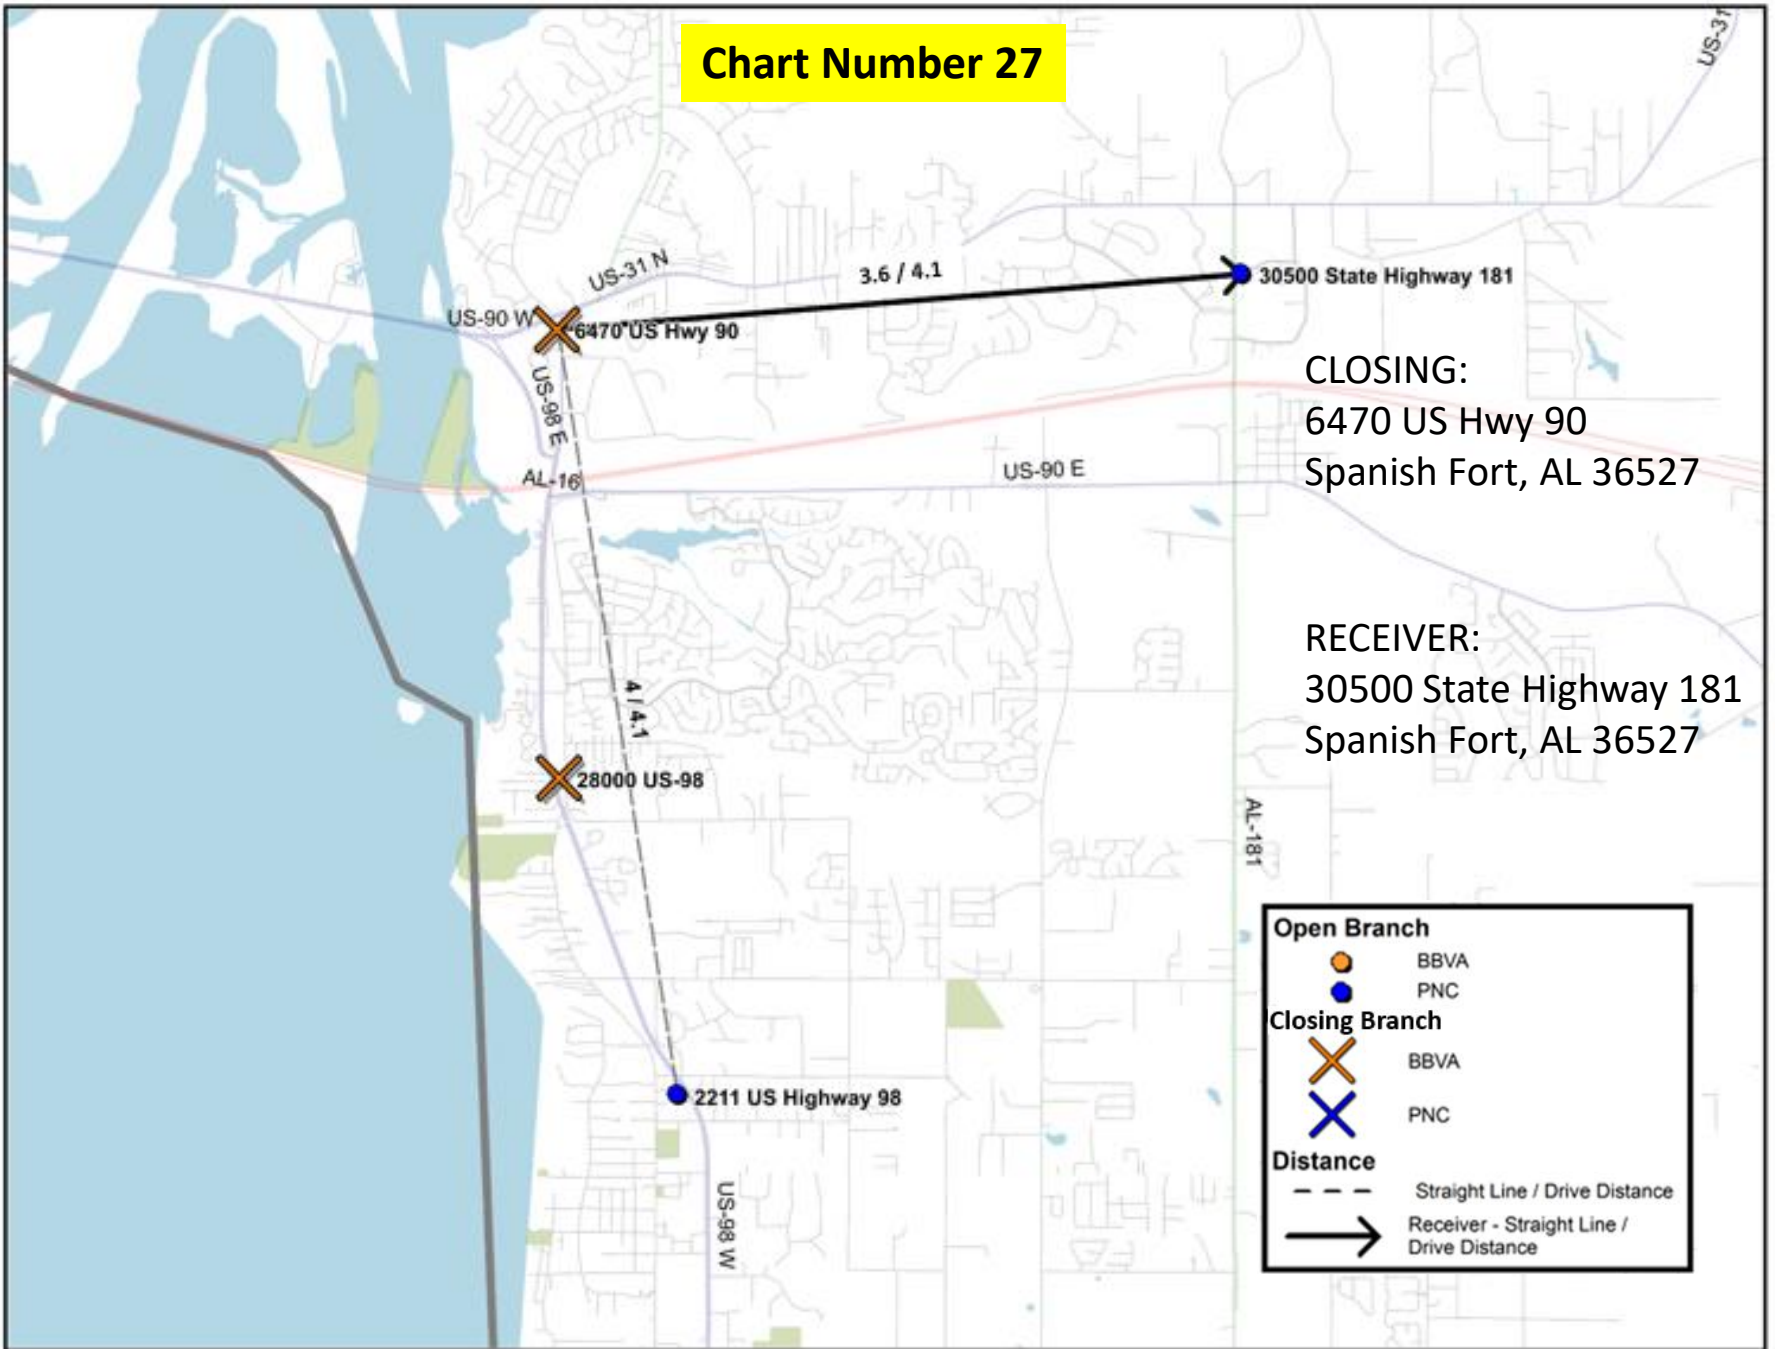 Chart Number 27
US-31
US-31 N
3.6 / 4.1
30500 State Highway 181
US-90 W
6470 US Hwy 90
US-98 E
CLOSING:
6470 US Hwy 90
Spanish Fort, AL 36527
AL-16
US-90 E
RECEIVER:
30500 State Highway 181
Spanish Fort, AL 36527
4 / 4.1
28000 US-98
AL-181
2211 US Highway 98
US-98 W
Open Branch
BBVA
PNC
Closing Branch
BBVA
PNC
Distance
Straight Line / Drive Distance
Receiver - Straight Line /
Drive Distance